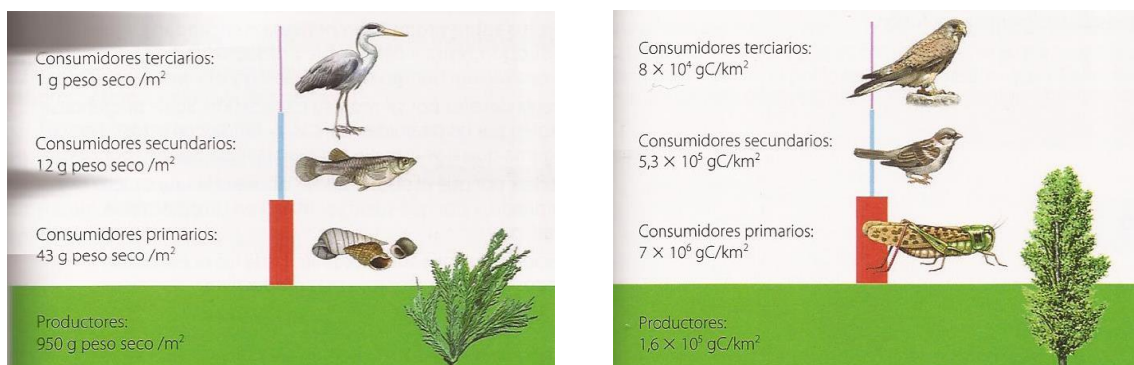 Consumidores terciarios:
1 g peso seco /m²
Consumidores secundarios:
12 g peso seco /m²
Consumidores primarios:
43 g peso seco /m²
Productores:
950 g peso seco /m²
Consumidores terciarios:
8 × 10⁴ gC/km²
Consumidores secundarios:
5,3 × 10⁵ gC/km²
Consumidores primarios:
7 × 10⁶ gC/km²
Productores:
1,6 × 10⁵ gC/km²